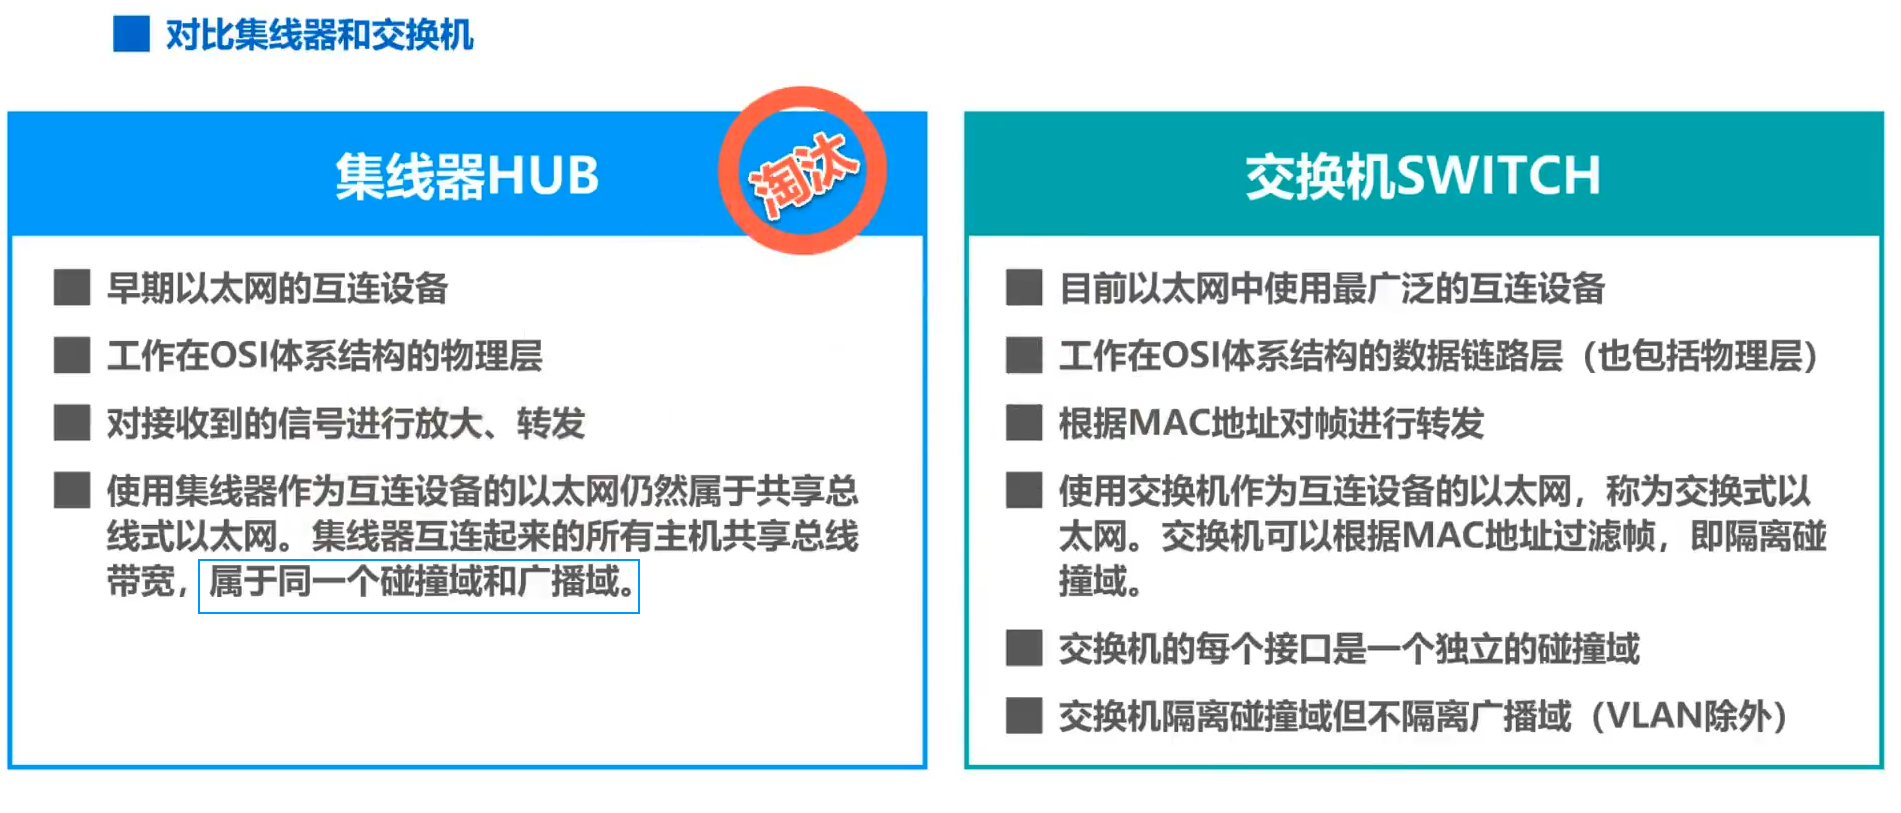 对比集线器和交换机
集线器HUB
淘汰
早期以太网的互连设备
工作在OSI体系结构的物理层
对接收到的信号进行放大、转发
使用集线器作为互连设备的以太网仍然属于共享总
线式以太网。集线器互连起来的所有主机共享总线
带宽，属于同一个碰撞域和广播域。
交换机SWITCH
目前以太网中使用最广泛的互连设备
工作在OSI体系结构的数据链路层（也包括物理层）
根据MAC地址对帧进行转发
使用交换机作为互连设备的以太网，称为交换式以
太网。交换机可以根据MAC地址过滤帧，即隔离碰
撞域。
交换机的每个接口是一个独立的碰撞域
交换机隔离碰撞域但不隔离广播域（VLAN除外）